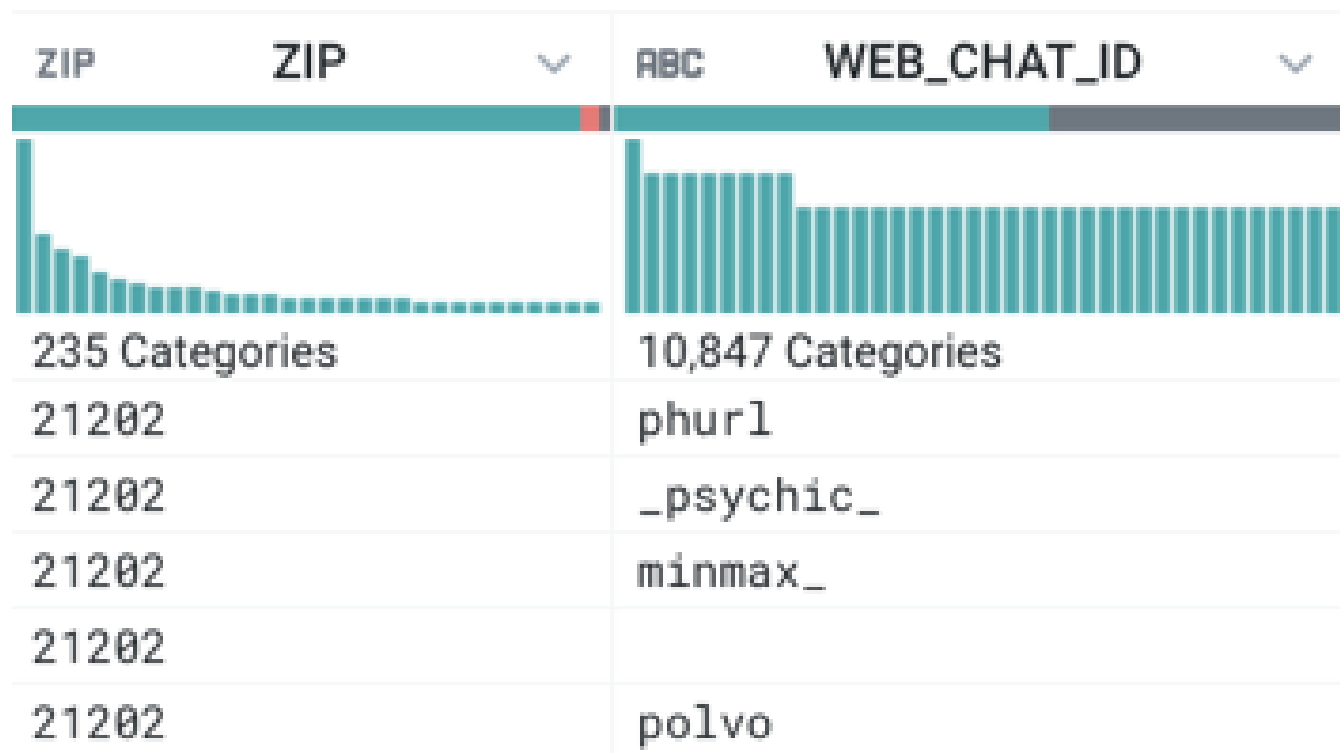 ZIP ZIP ABC WEB_CHAT_ID
235 Categories 10,847 Categories
21202 phurl
21202 _psychic_
21202 minmax_
21202
21202 polvo